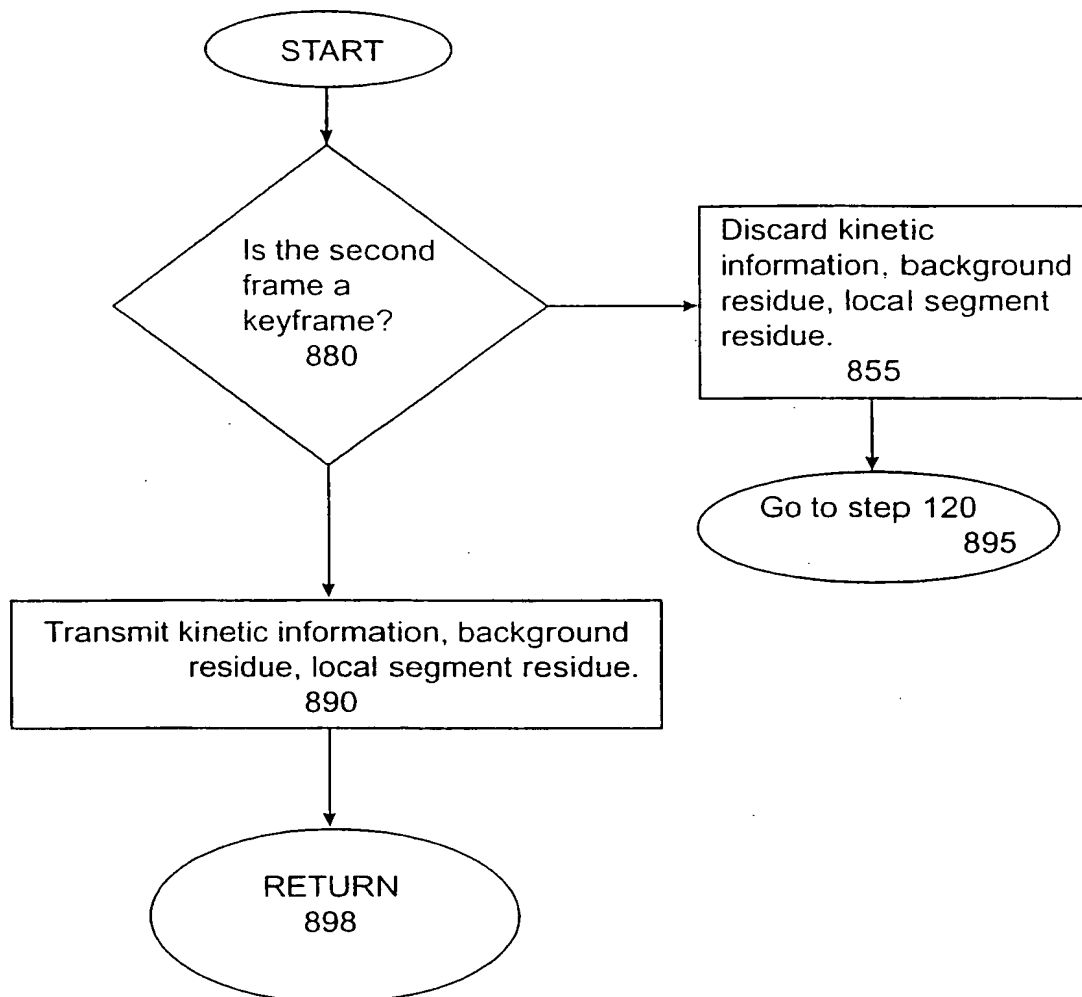 START
Is the second
frame a
keyframe?
880
Discard kinetic
information, background
residue, local segment
residue.
855
Go to step 120
895
Transmit kinetic information, background
residue, local segment residue.
890
RETURN
898